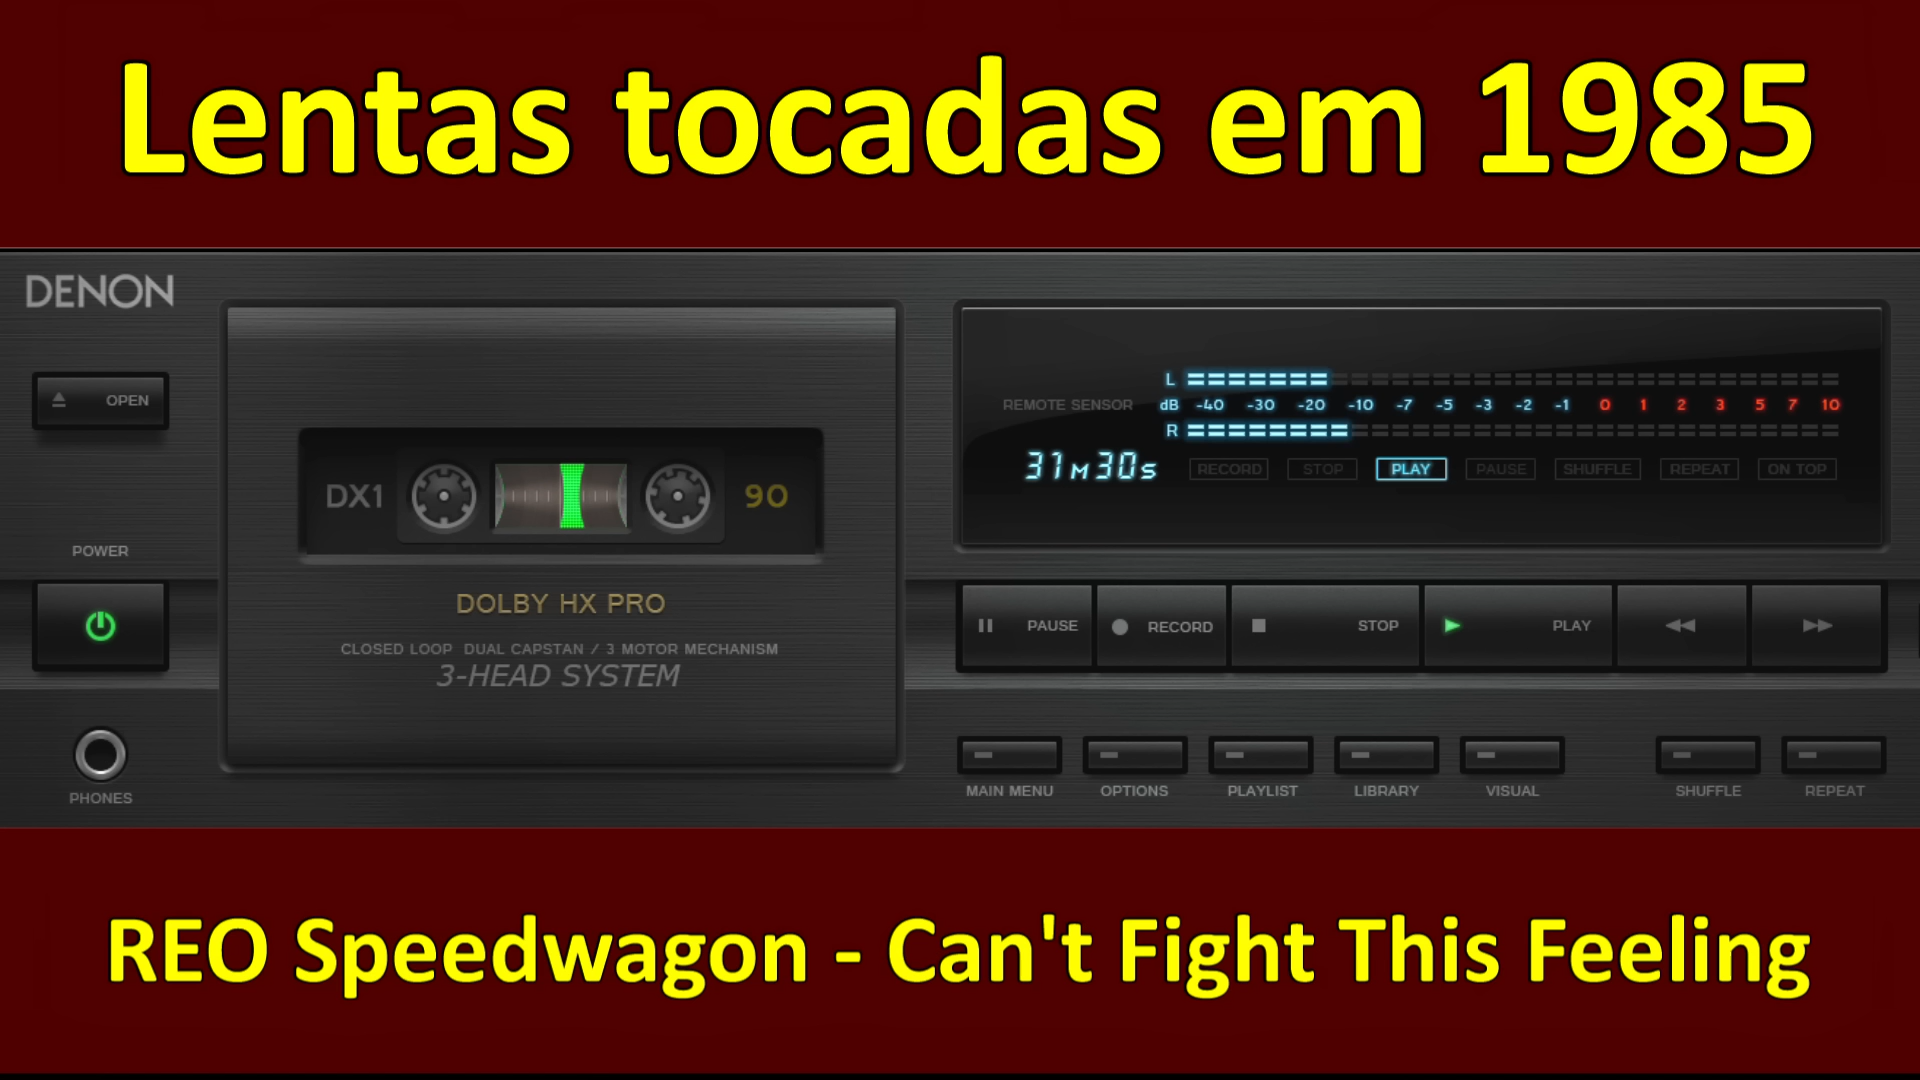 Lentas tocadas em 1985
DENON
OPEN
POWER
PHONES
DX1 90
DOLBY HX PRO
CLOSED LOOP DUAL CAPSTAN / 3 MOTOR MECHANISM
3-HEAD SYSTEM
L
REMOTE SENSOR dB -40 -30 -20 -10 -7 -5 -3 -2 -1 0 1 2 3 5 7 10
R
31M30S RECORD STOP PLAY PAUSE SHUFFLE REPEAT ON TOP
PAUSE RECORD STOP PLAY
MAIN MENU OPTIONS PLAYLIST LIBRARY VISUAL SHUFFLE REPEAT
REO Speedwagon - Can't Fight This Feeling